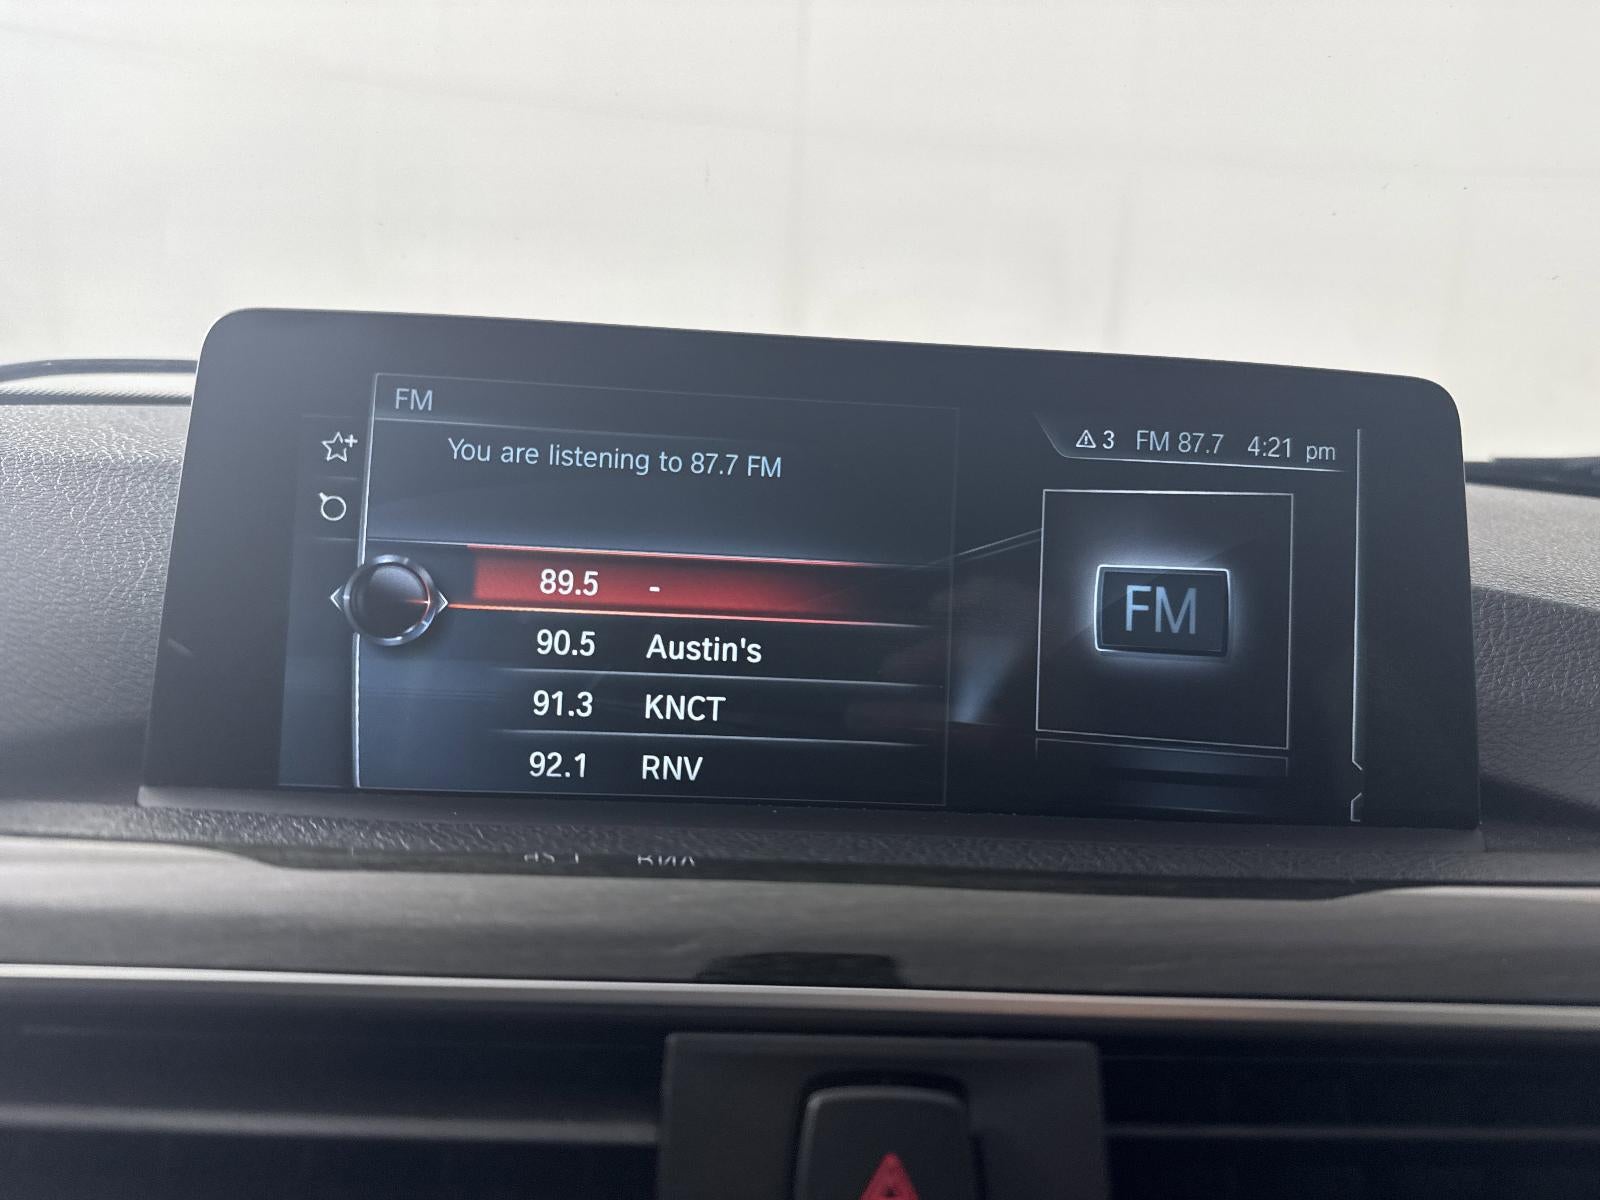 FM
You are listening to 87.7 FM
3 FM 87.7 4:21 pm
89.5 -
90.5 Austin's
91.3 KNCT
92.1 RNV
FM